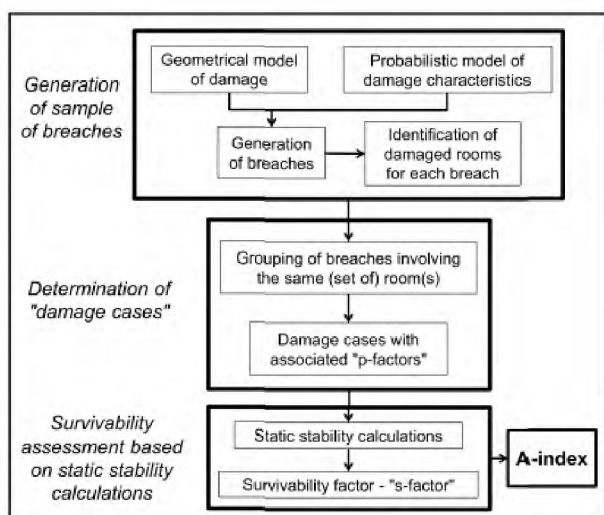 Generation
of sample
of breaches
Geometrical model
of damage
Probabilistic model of
damage characteristics
Generation
of breaches
Identification of
damaged rooms
for each breach
Determination of
"damage cases"
Grouping of breaches involving
the same (set of) room(s)
Damage cases with
associated "p-factors"
Survivability
assessment based
on static stability
calculations
Static stability calculations
Survivability factor - "s-factor"
A-index